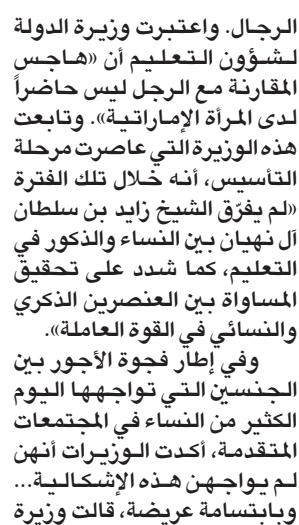 الرجال. واعتبرت وزيرة الدولة
لشؤون التعليم أن «هاجس
المقارنة مع الرجل ليس حاضراً
لدى المرأة الإماراتية». وتابعت
هذه الوزيرة التي عاصرت مرحلة
التأسيس، أنه خلال تلك الفترة
«لم يفرّق الشيخ زايد بن سلطان
آل نهيان بين النساء والذكور في
التعليم، كما شدد على تحقيق
المساواة بين العنصرين الذكري
والنسائي في القوة العاملة».
وفي إطار فجوة الأجور بين
الجنسين التي تواجهها اليوم
الكثير من النساء في المجتمعات
المتقدمة، أكدت الوزيرات أنهن
لم يواجهن هذه الإشكالية...
وبابتسامة عريضة، قالت وزيرة